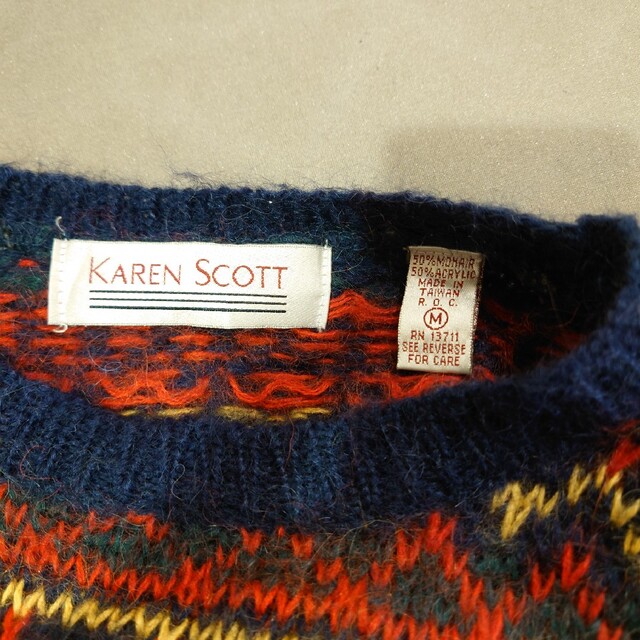 KAREN SCOTT
50% MOHAIR
50% ACRYLIC
MADE IN
TAIWAN
R. O. C.
M
RN 13711
SEE REVERSE
FOR CARE